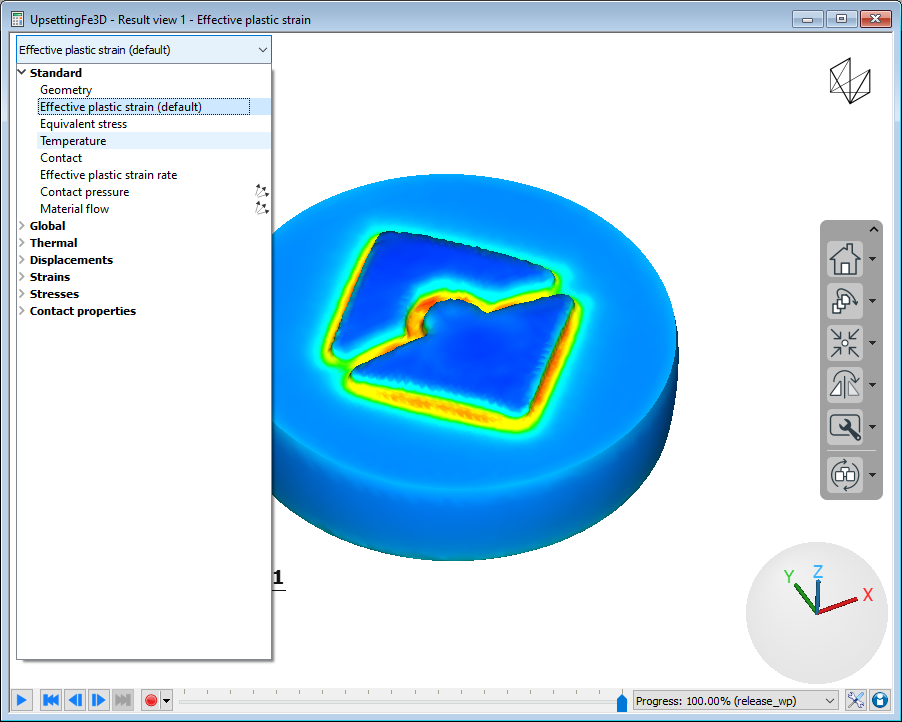 UpsettingFe3D - Result view 1 - Effective plastic strain
Effective plastic strain (default)
Standard
Geometry
Effective plastic strain (default)
Equivalent stress
Temperature
Contact
Effective plastic strain rate
Contact pressure
Material flow
Global
Thermal
Displacements
Strains
Stresses
Contact properties
1
Y
Z
X
Progress: 100.00% (release_wp)